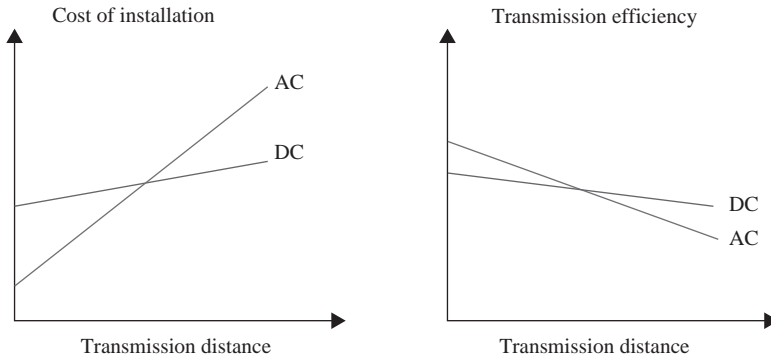 Cost of installation
AC
DC
Transmission distance
Transmission efficiency
DC
AC
Transmission distance